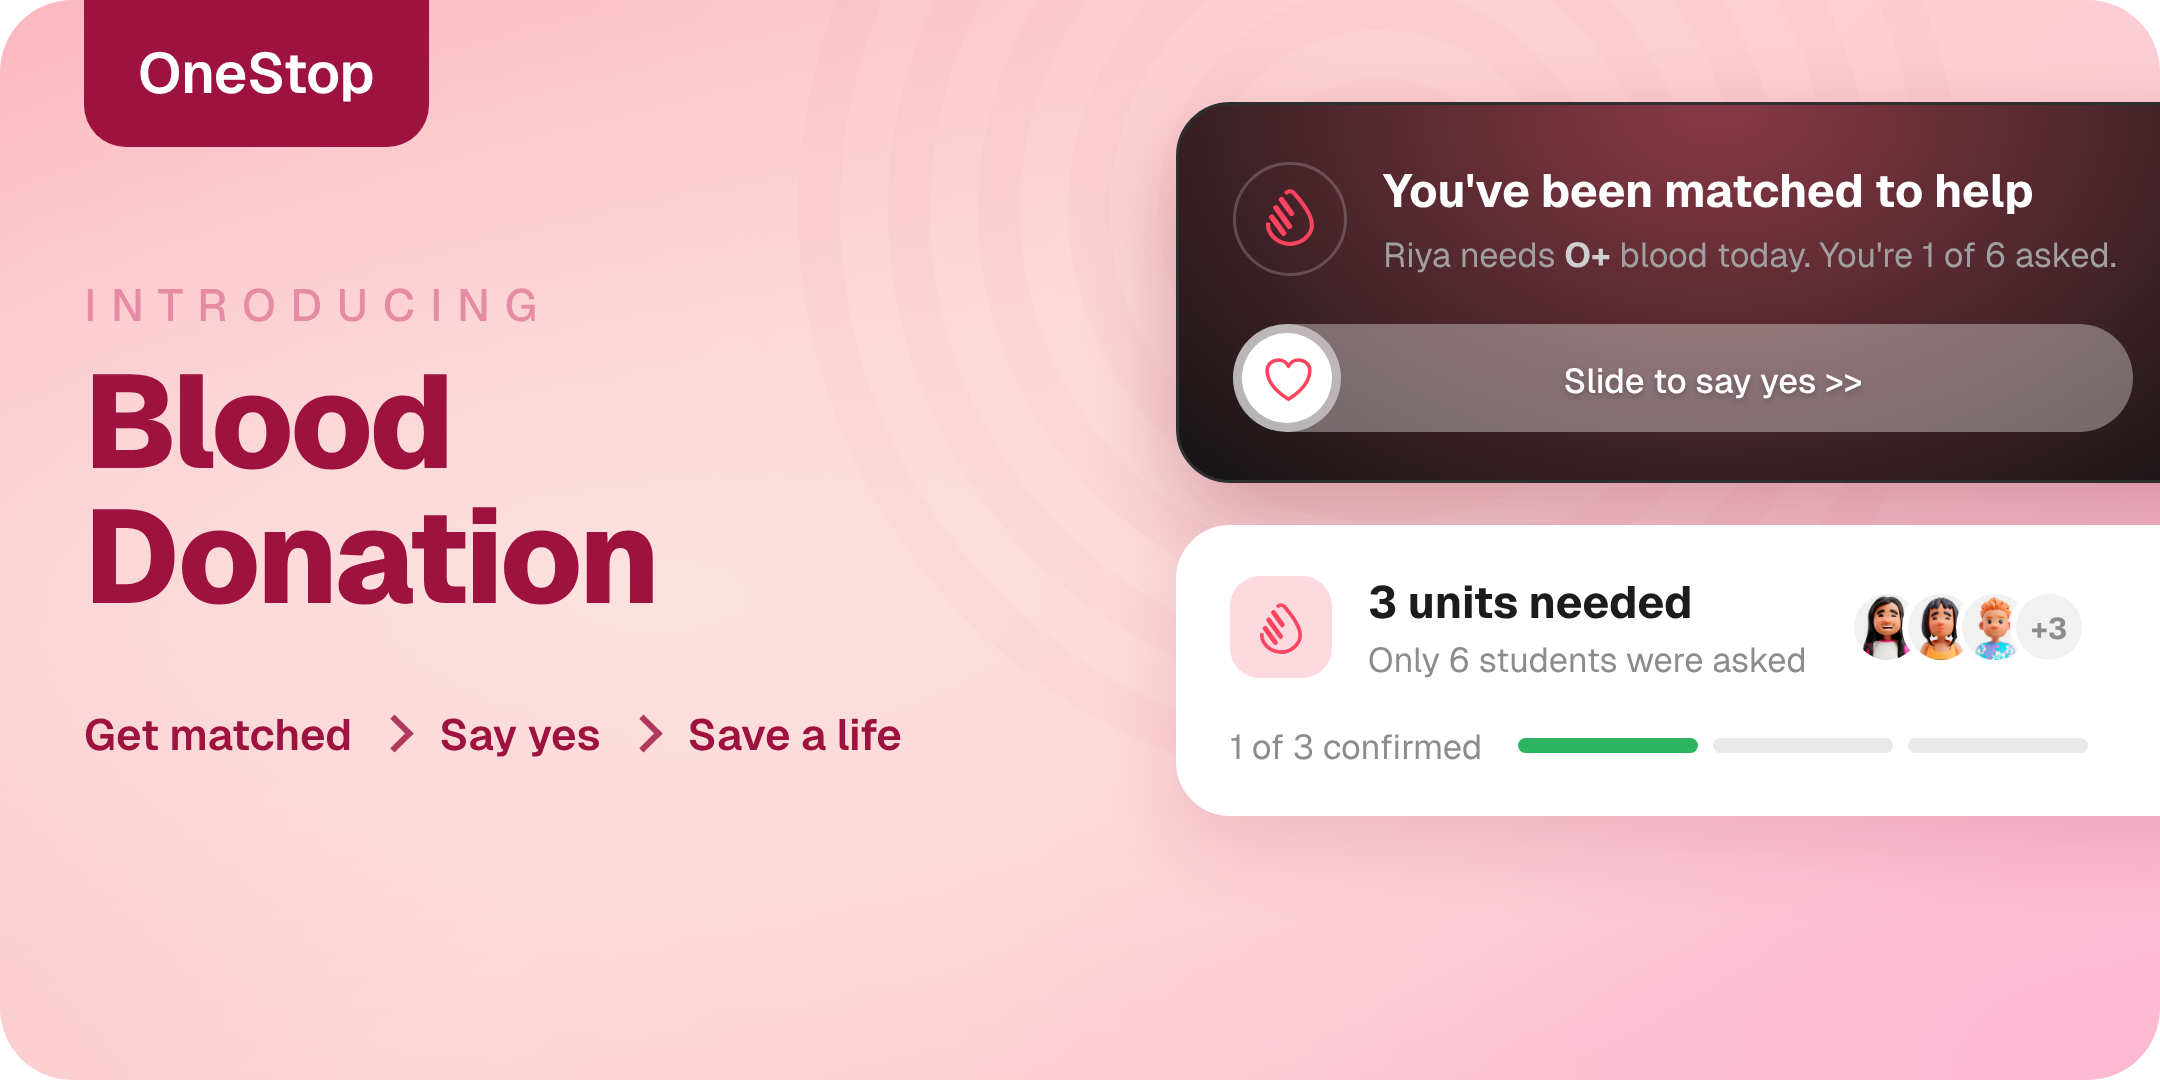 OneStop
INTRODUCING
Blood
Donation
Get matched > Say yes > Save a life
You've been matched to help
Riya needs O+ blood today. You're 1 of 6 asked.
Slide to say yes >>
3 units needed
Only 6 students were asked
+3
1 of 3 confirmed